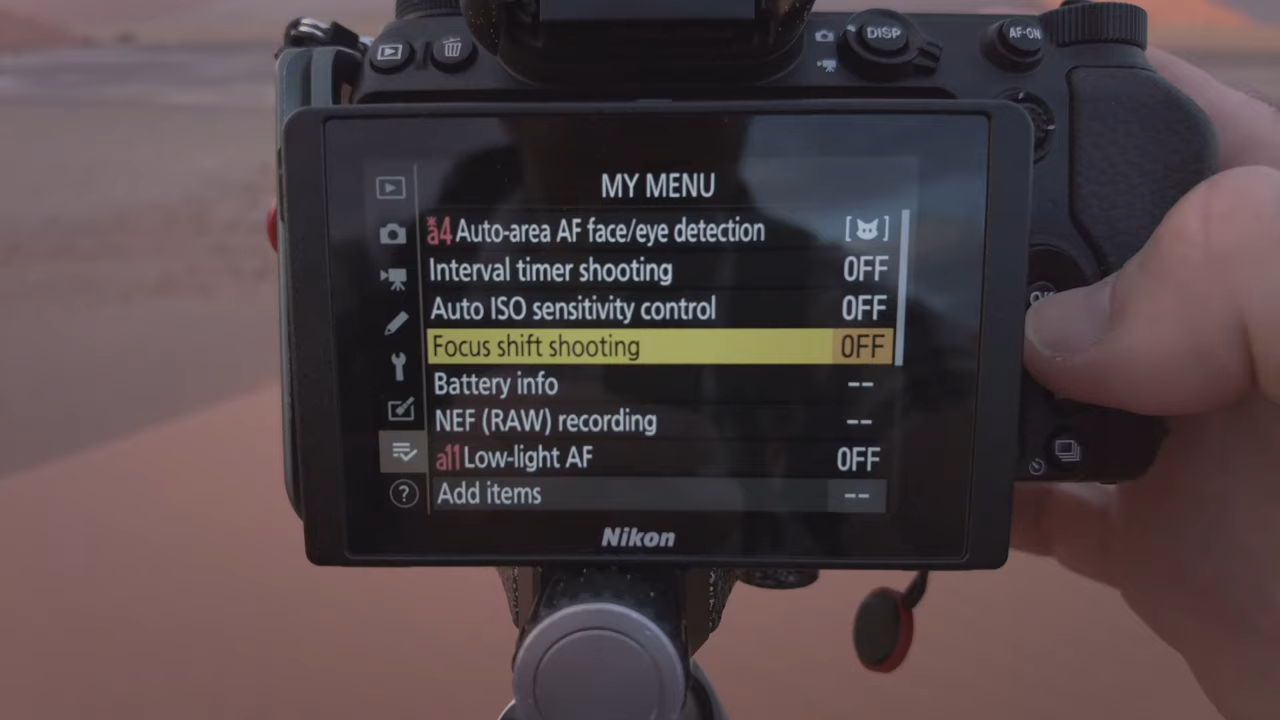 DISP
AF-ON
MY MENU
a4 Auto-area AF face/eye detection
Interval timer shooting OFF
Auto ISO sensitivity control OFF
Focus shift shooting OFF
Battery info --
NEF (RAW) recording --
a11 Low-light AF OFF
Add items --
?
Nikon
OK